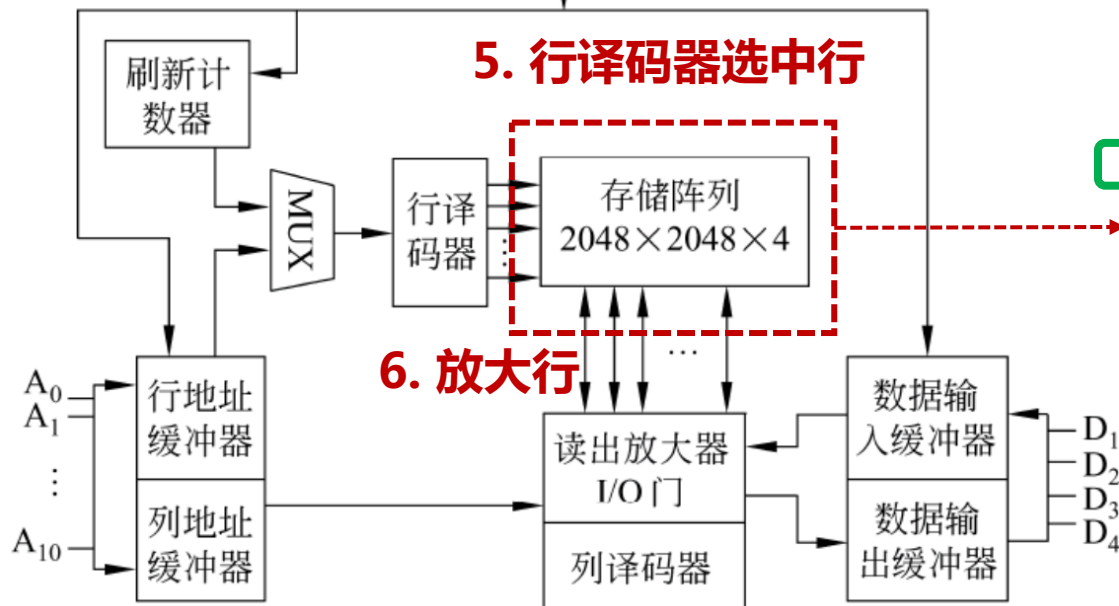 5. 行译码器选中行
刷新计
数器
MUX
行译
码器
⋮
存储阵列
2048×2048×4
6. 放大行
…
A0
A1
⋮
A10
行地址
缓冲器
列地址
缓冲器
读出放大器
I/O 门
列译码器
数据输
入缓冲器
数据输
出缓冲器
D1
D2
D3
D4